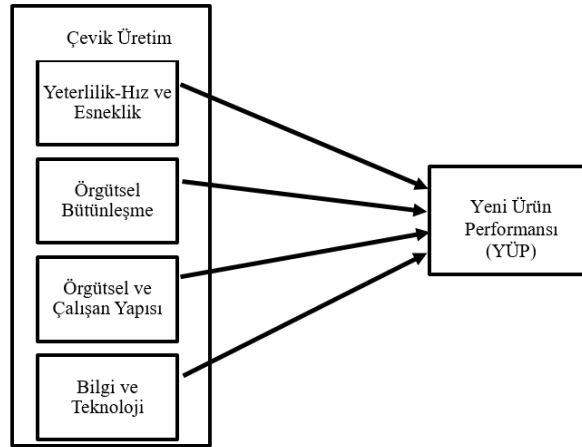 Çevik Üretim
Yeterlilik-Hız ve
Esneklik
Örgütsel
Bütünleşme
Örgütsel ve
Çalışan Yapısı
Bilgi ve
Teknoloji
Yeni Ürün
Performansı
(YÜP)